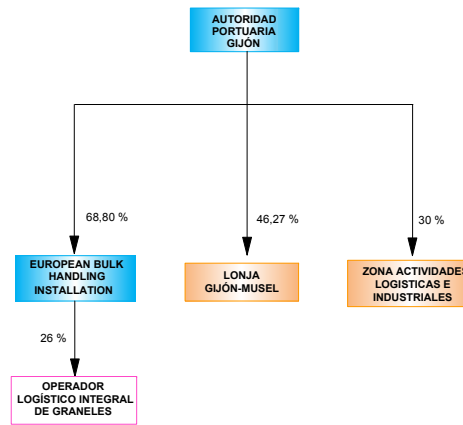 AUTORIDAD
PORTUARIA
GIJÓN
68,80 %
46,27 %
30 %
EUROPEAN BULK
HANDLING
INSTALLATION
LONJA
GIJÓN-MUSEL
ZONA ACTIVIDADES
LOGISTICAS E
INDUSTRIALES
26 %
OPERADOR
LOGÍSTICO INTEGRAL
DE GRANELES